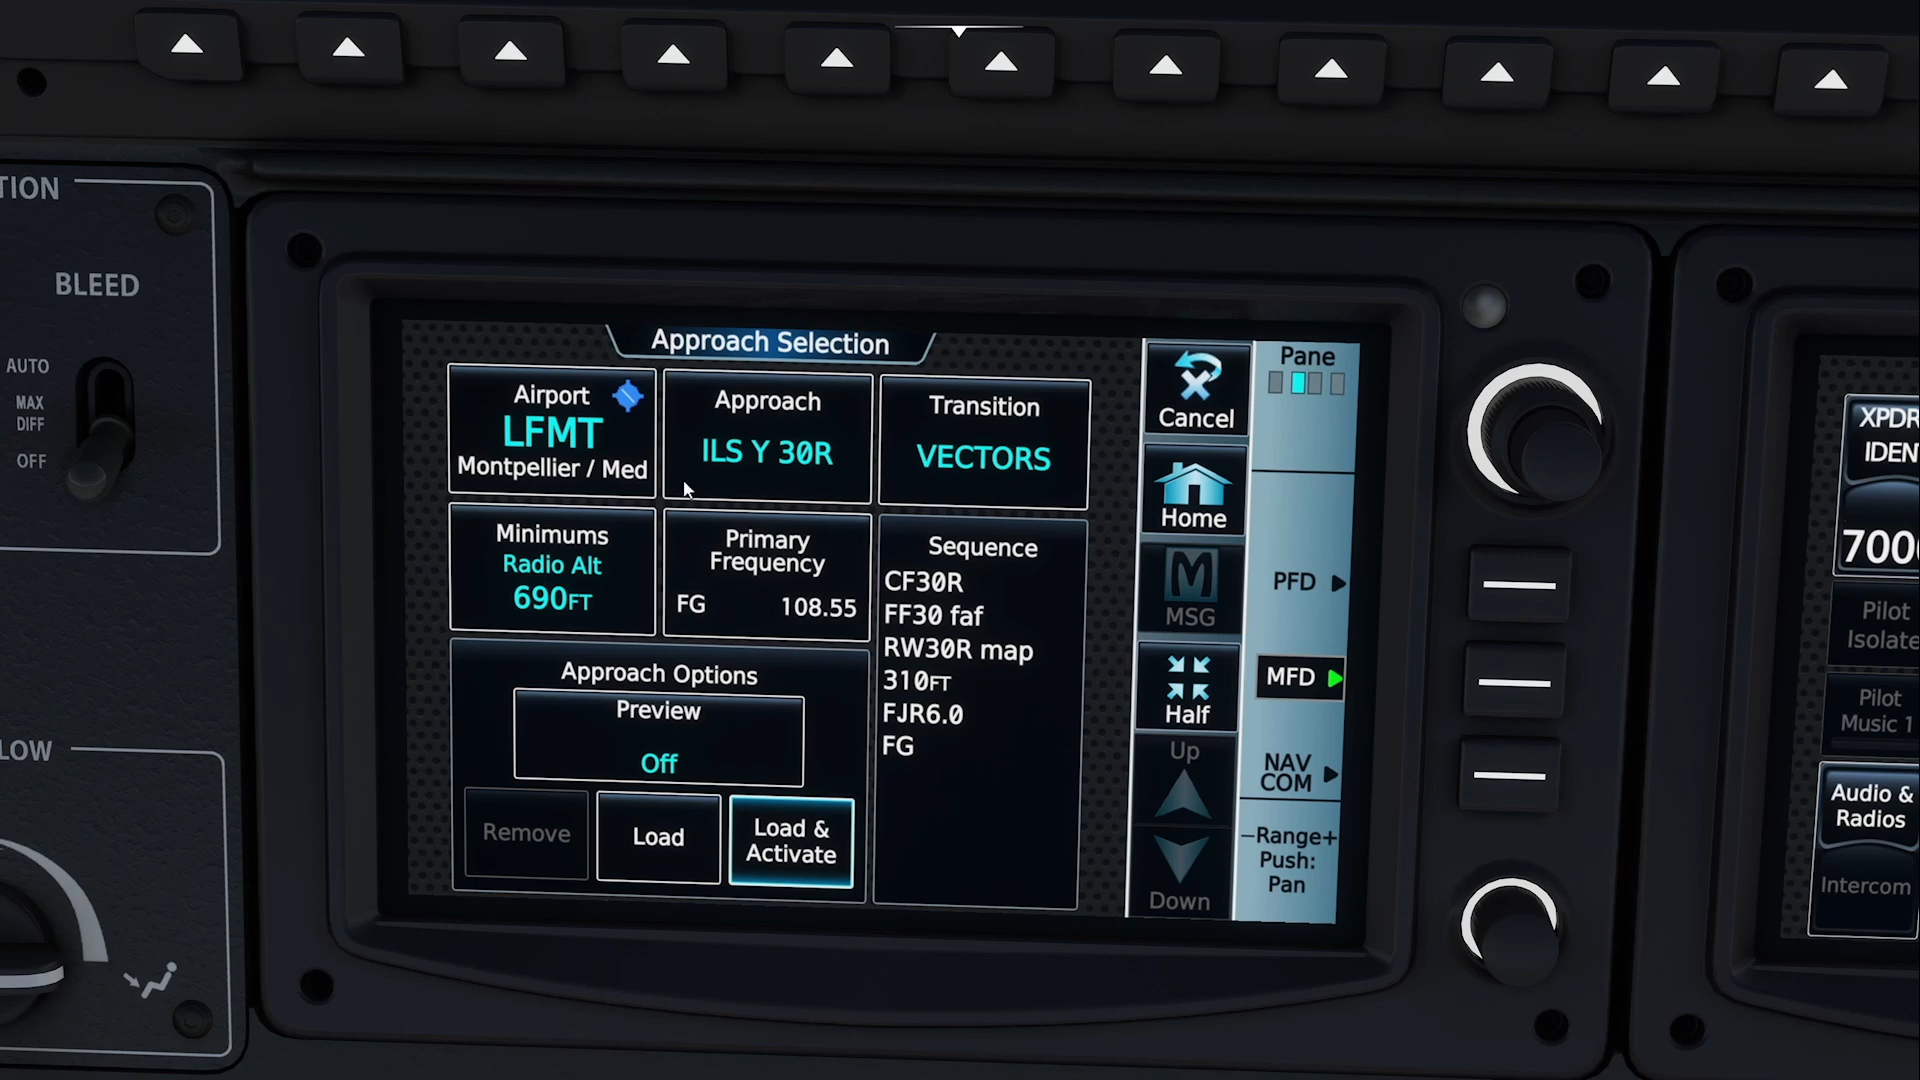 TION
BLEED
AUTO
MAX
DIFF
OFF
LOW
Approach Selection
Airport
LFMT
Montpellier / Med
Approach
ILS Y 30R
Transition
VECTORS
Minimums
Radio Alt
690FT
Primary
Frequency
FG 108.55
Sequence
CF30R
FF30 faf
RW30R map
310FT
FJR6.0
FG
Approach Options
Preview
Off
Remove
Load
Load &
Activate
Cancel
Home
MSG
Half
Up
Down
Pane
PFD
MFD
NAV
COM
−Range+
Push:
Pan
XPDR
IDEN
700
Pilot
Isolate
Pilot
Music 1
Audio &
Radios
Intercom